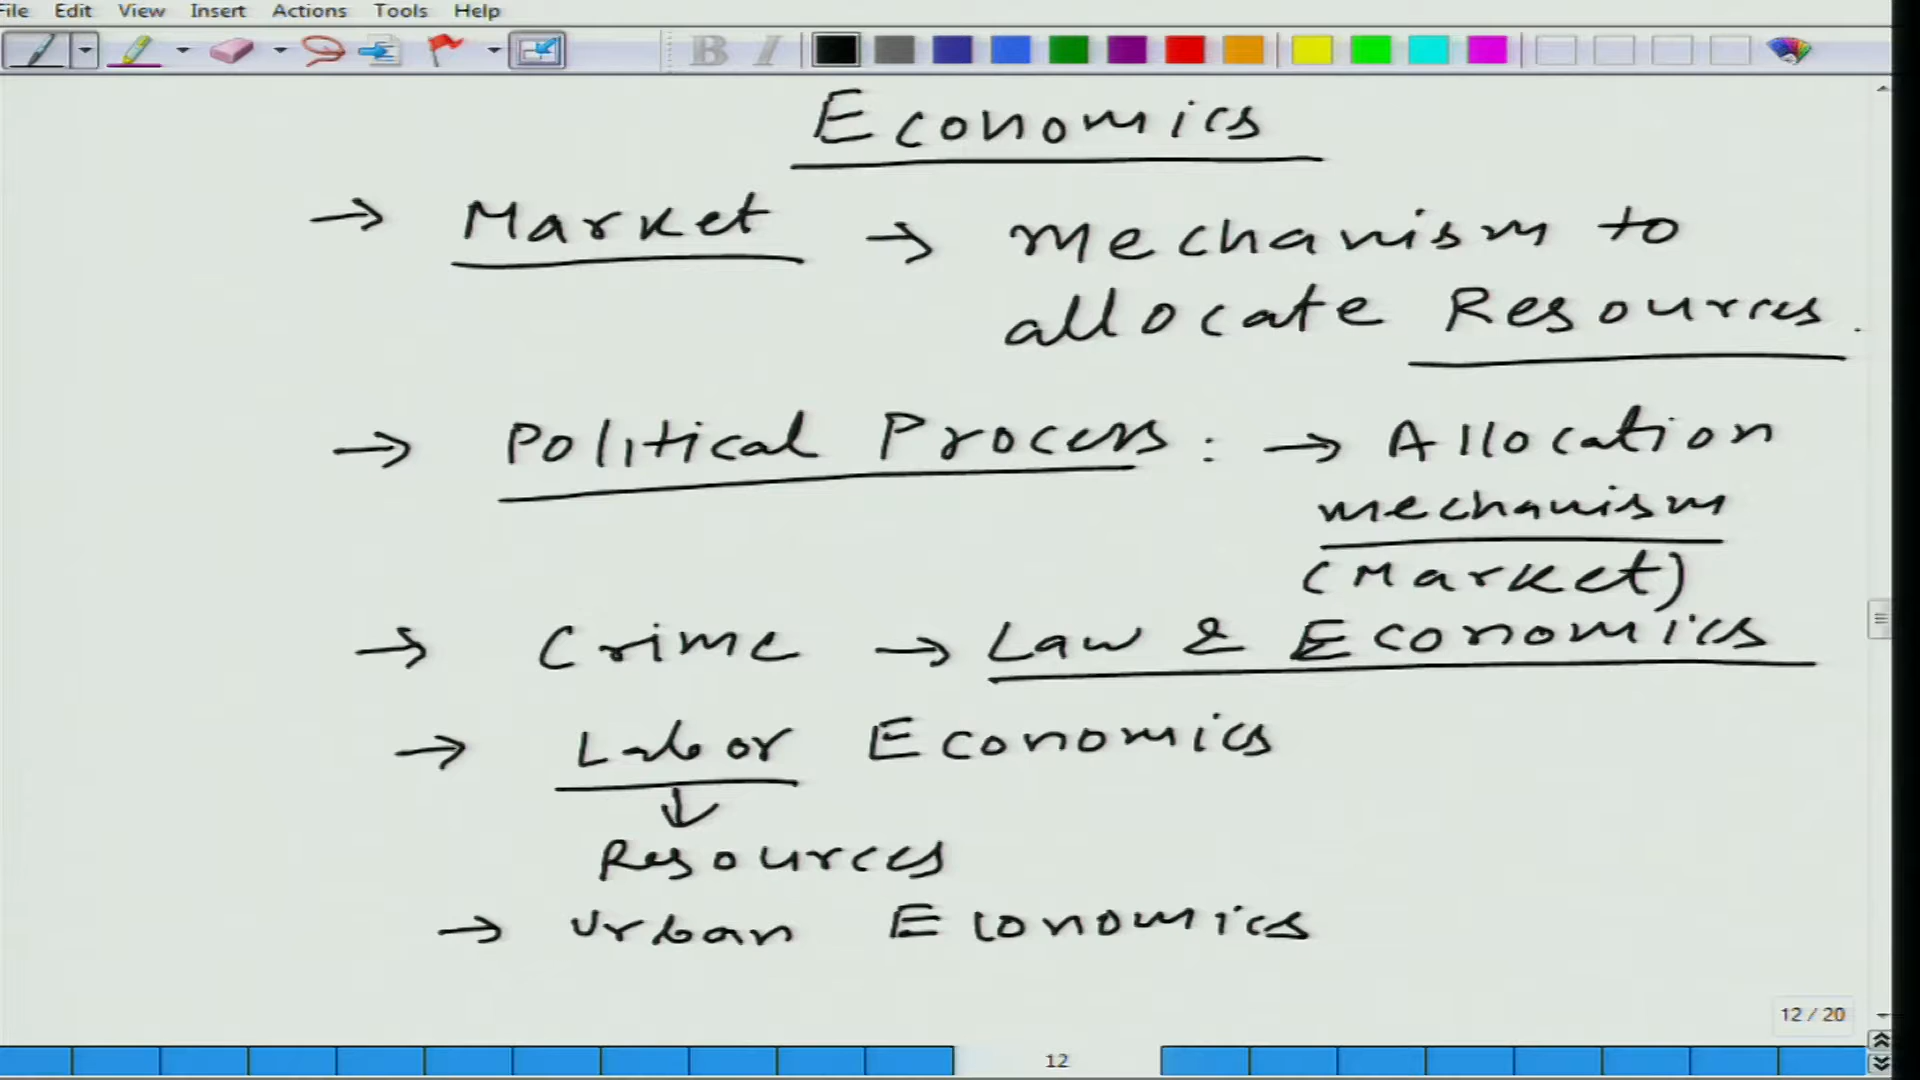 File Edit View Insert Actions Tools Help
B I
Economics
→ Market → Mechanism to
allocate Resources.
→ Political Process: → Allocation
mechanism
(Market)
→ Crime → Law & Economics
→ Labor Economics
↓
Resources
→ Urban Economics
12 / 20
12